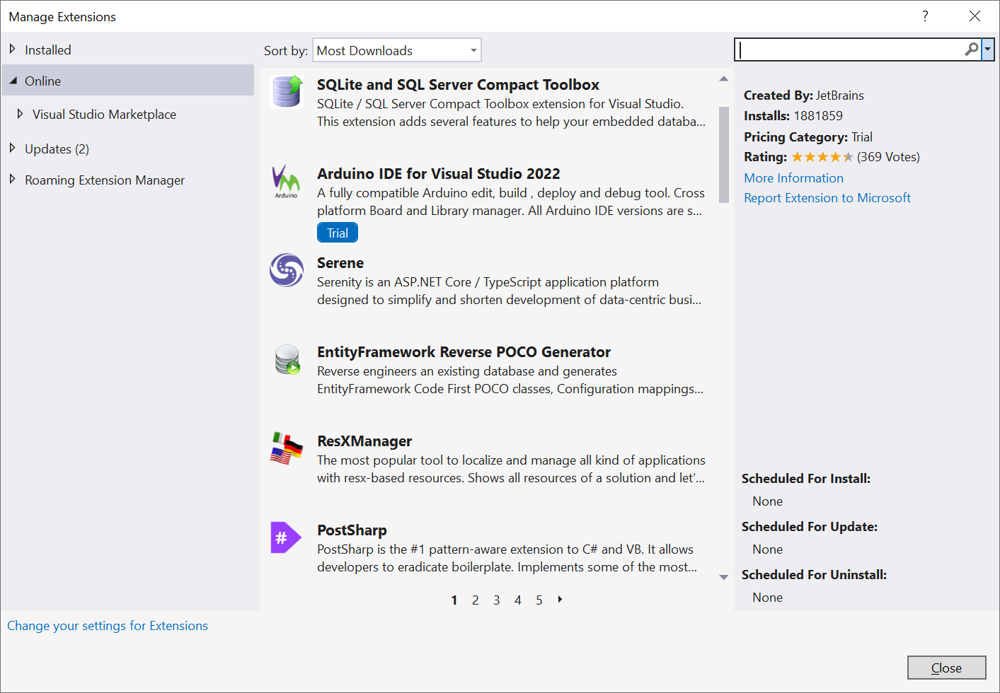 Manage Extensions
?
Installed
Online
Visual Studio Marketplace
Updates (2)
Roaming Extension Manager
Sort by: Most Downloads
SQLite and SQL Server Compact Toolbox
SQLite / SQL Server Compact Toolbox extension for Visual Studio.
This extension adds several features to help your embedded databa...
Arduino
Arduino IDE for Visual Studio 2022
A fully compatible Arduino edit, build , deploy and debug tool. Cross
platform Board and Library manager. All Arduino IDE versions are s...
Trial
Serene
Serenity is an ASP.NET Core / TypeScript application platform
designed to simplify and shorten development of data-centric busi...
EntityFramework Reverse POCO Generator
Reverse engineers an existing database and generates
EntityFramework Code First POCO classes, Configuration mappings...
ResXManager
The most popular tool to localize and manage all kind of applications
with resx-based resources. Shows all resources of a solution and let'...
#
PostSharp
PostSharp is the #1 pattern-aware extension to C# and VB. It allows
developers to eradicate boilerplate. Implements some of the most...
1 2 3 4 5
Created By: JetBrains
Installs: 1881859
Pricing Category: Trial
Rating: (369 Votes)
More Information
Report Extension to Microsoft
Scheduled For Install:
None
Scheduled For Update:
None
Scheduled For Uninstall:
None
Change your settings for Extensions
Close